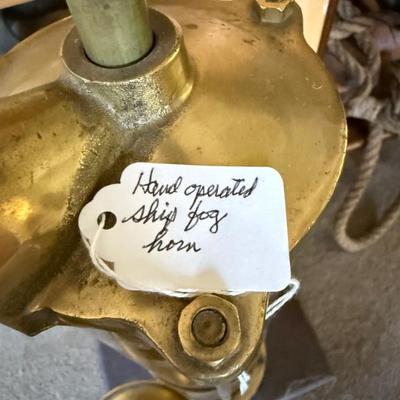 Hand operated
ship fog
horn